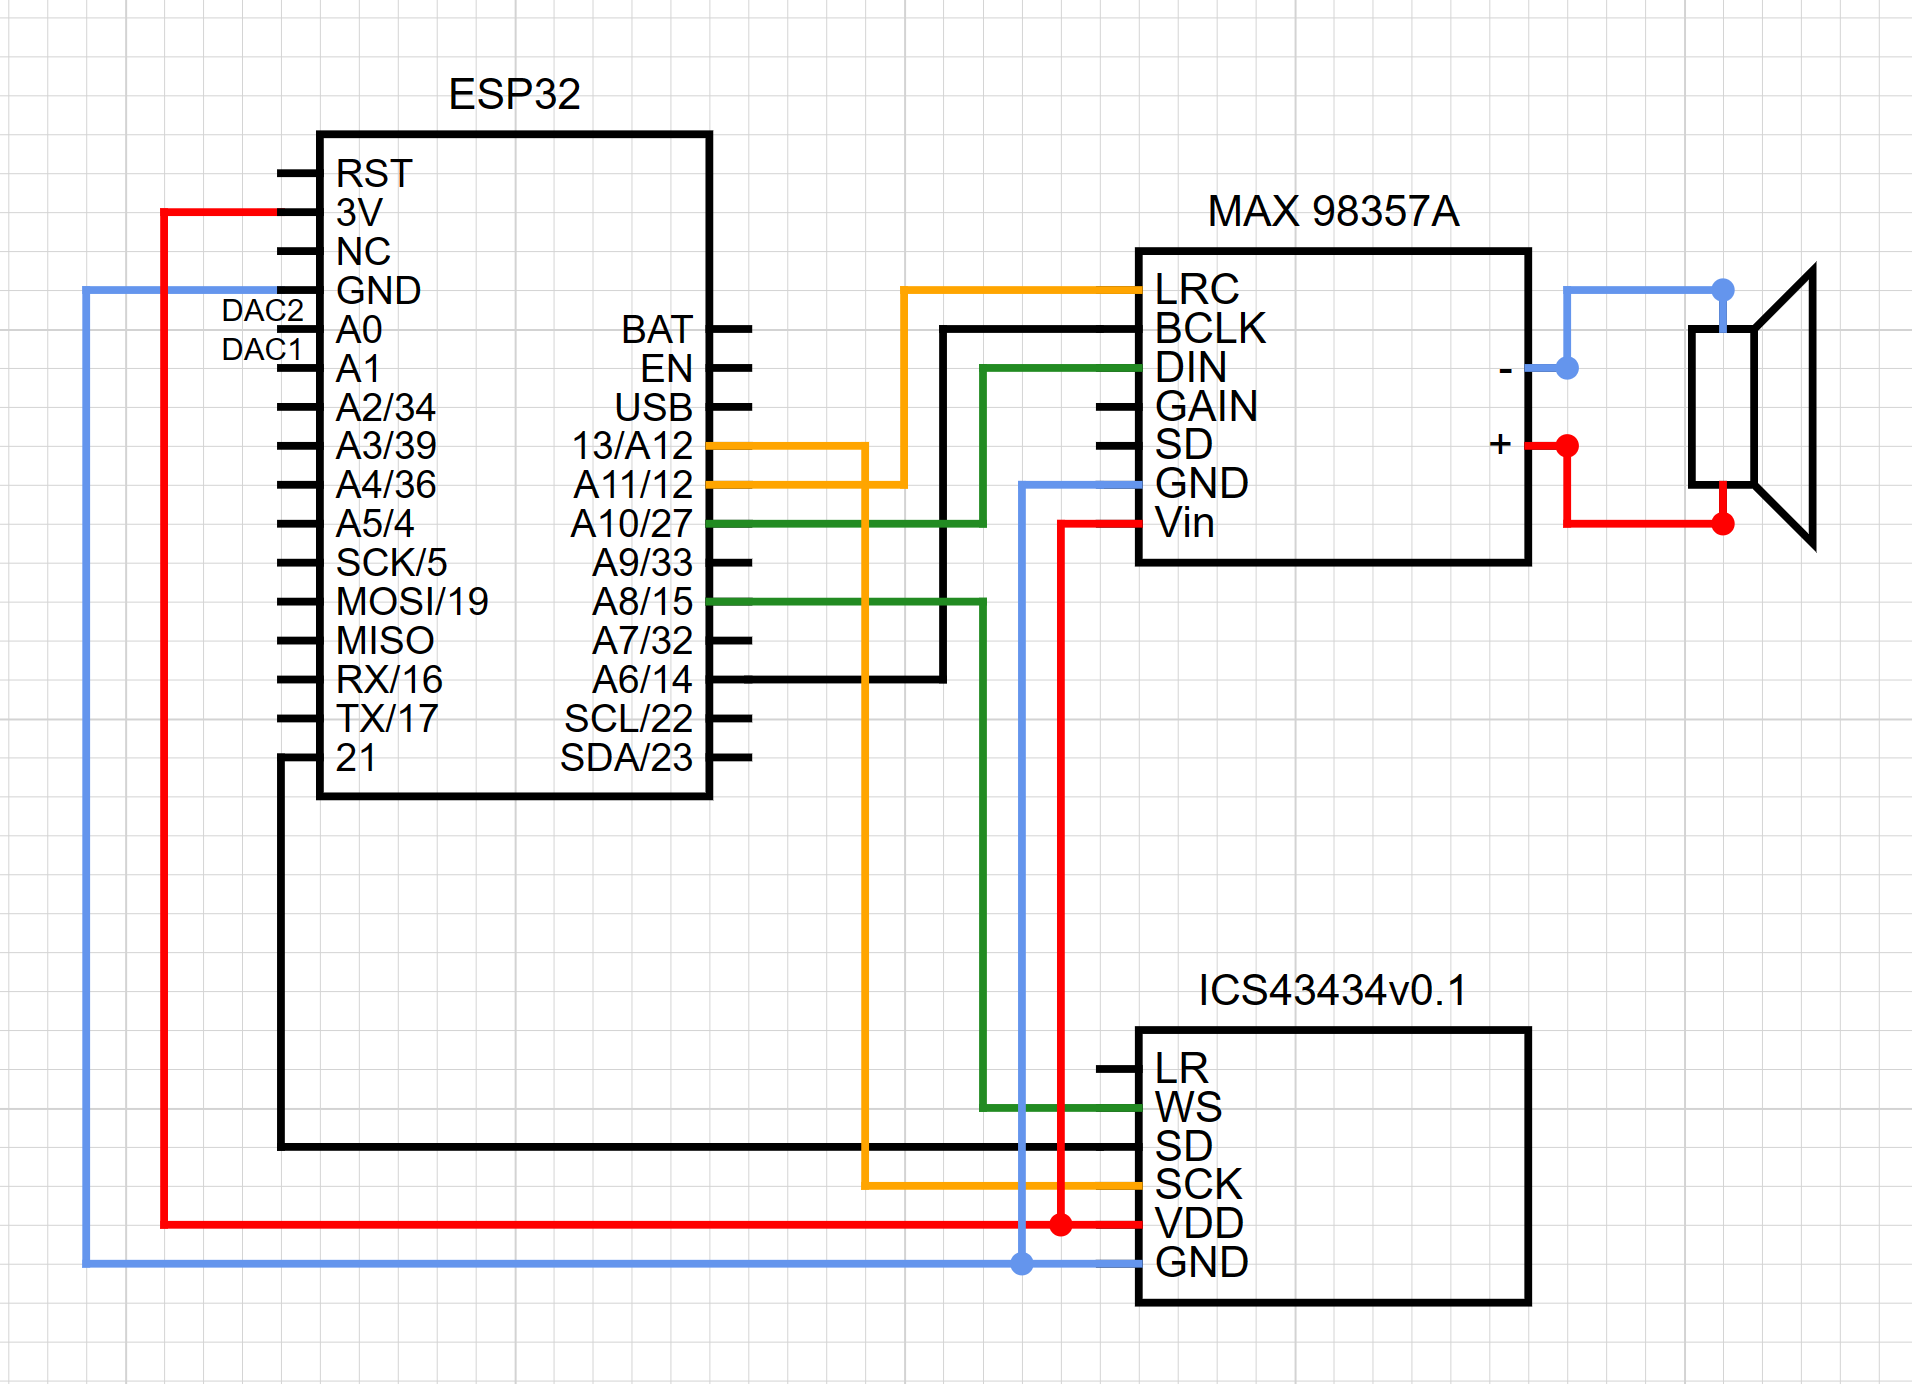 ESP32
RST
3V
NC
GND
DAC2
A0
DAC1
A1
A2/34
A3/39
A4/36
A5/4
SCK/5
MOSI/19
MISO
RX/16
TX/17
21
BAT
EN
USB
13/A12
A11/12
A10/27
A9/33
A8/15
A7/32
A6/14
SCL/22
SDA/23
MAX 98357A
LRC
BCLK
DIN
GAIN
SD
GND
Vin
-
+
ICS43434v0.1
LR
WS
SD
SCK
VDD
GND